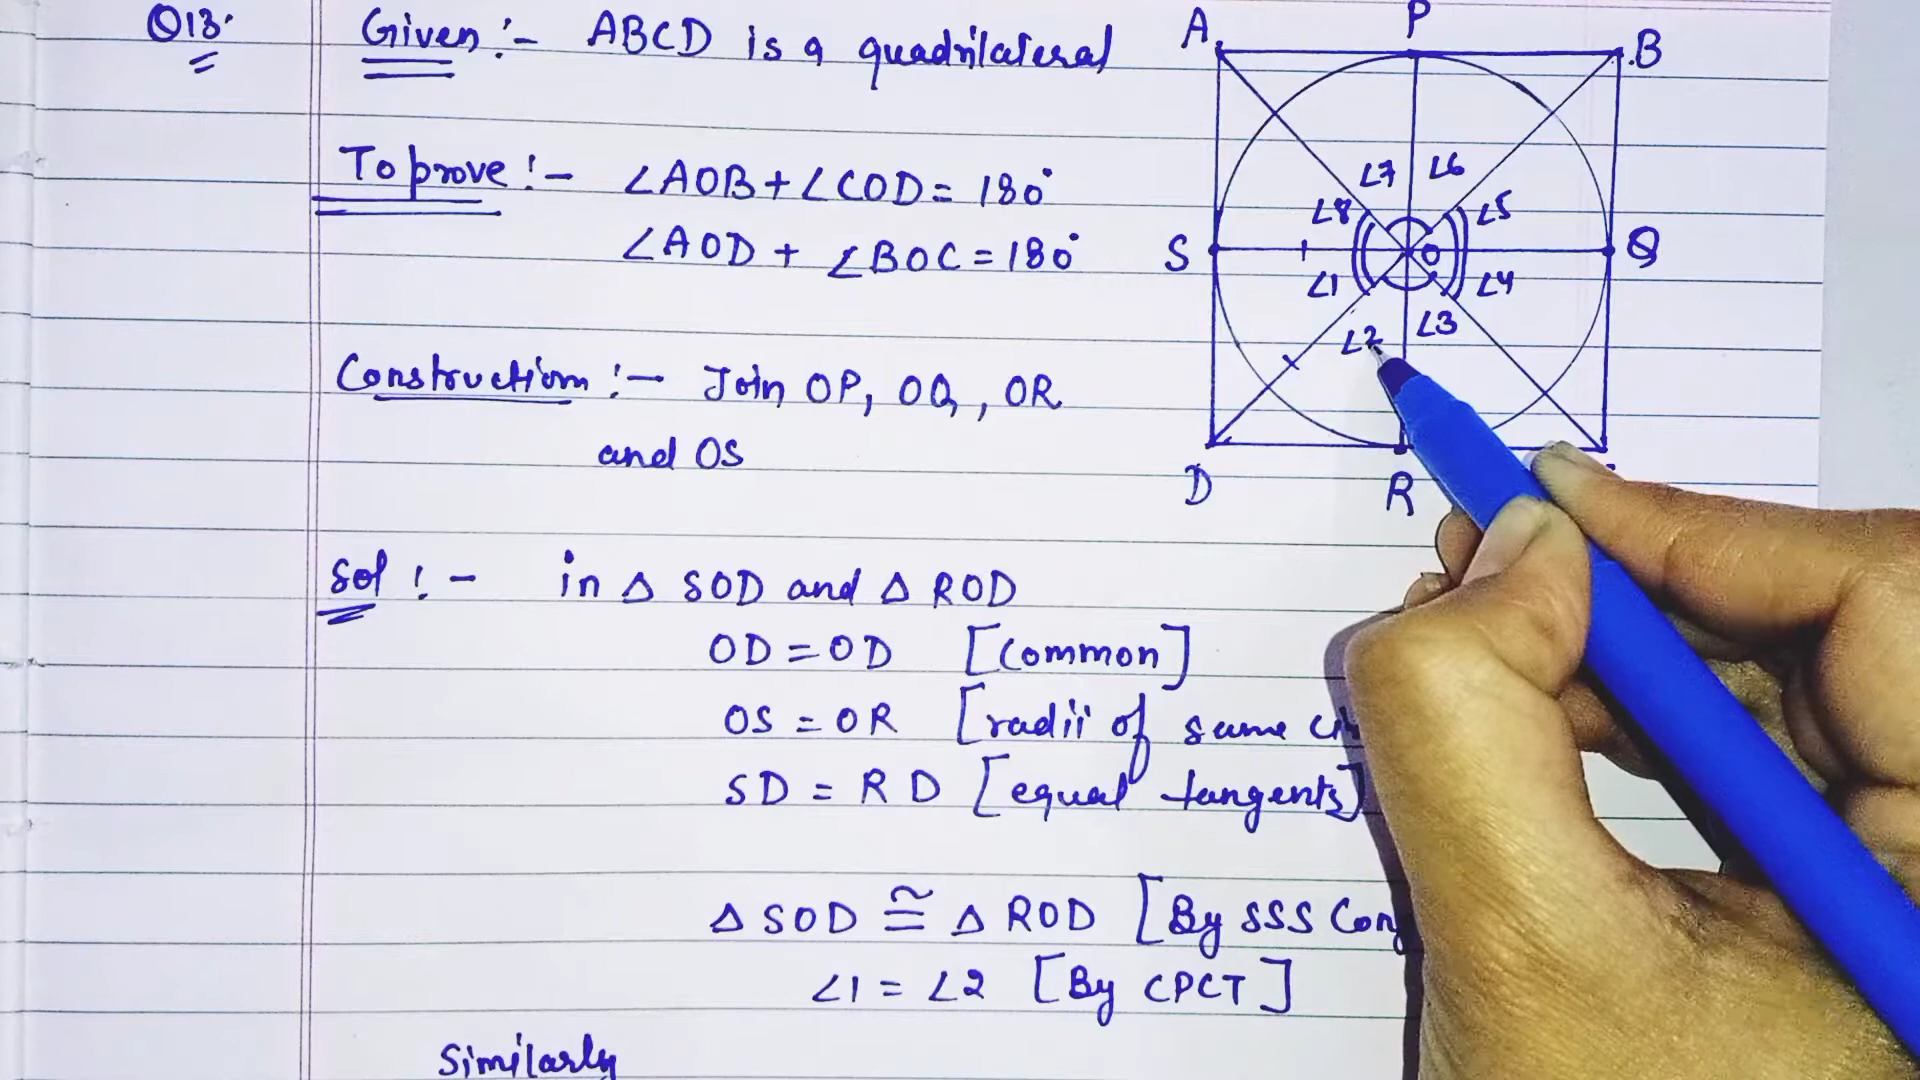 Q13.
Given :- ABCD is a quadrilateral
To prove :- ∠AOB + ∠COD = 180°
∠AOD + ∠BOC = 180°
Construction :- Join OP, OQ, OR
and OS
Sol :- in Δ SOD and Δ ROD
OD = OD [Common]
OS = OR [radii of same
SD = RD [equal tangents]
Δ SOD ≅ Δ ROD [By SSS
∠1 = ∠2 [By CPCT]
Similarly
A P B
∠7 ∠6
∠8 ∠5
S O Q
∠1 ∠4
∠2 ∠3
D R